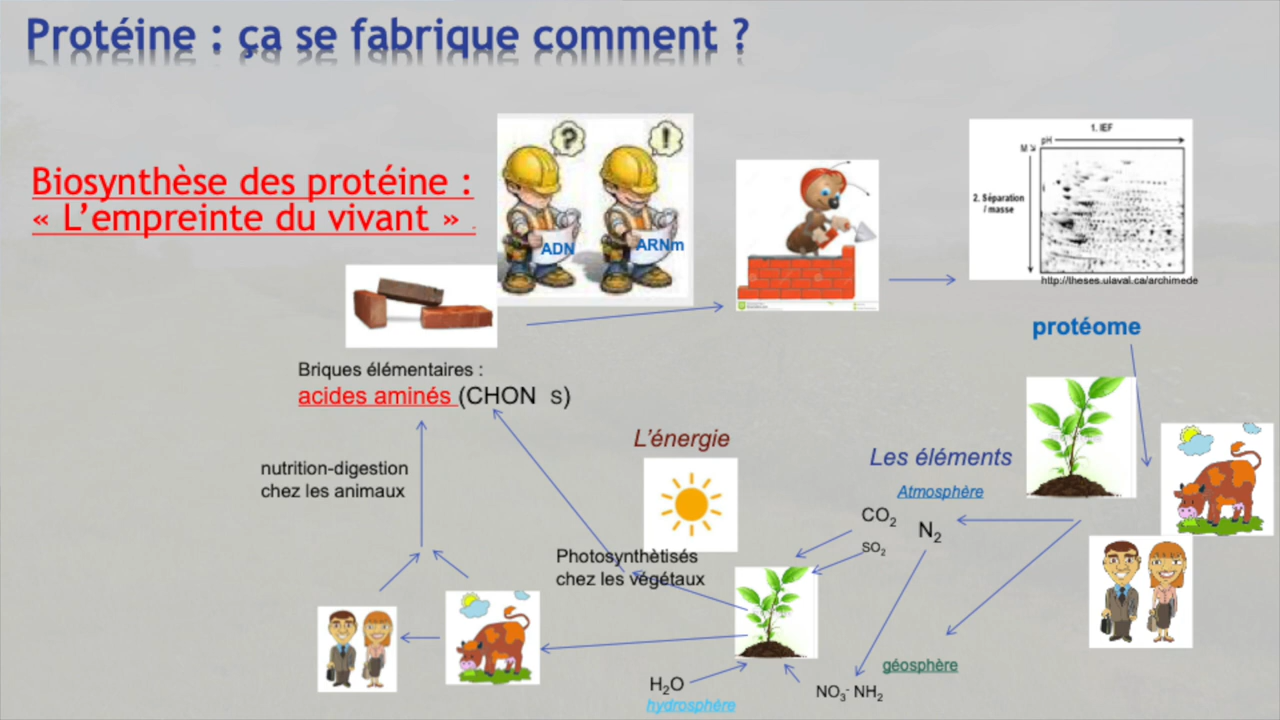 Protéine : ça se fabrique comment ?
Biosynthèse des protéine :
« L’empreinte du vivant »
?
!
ADN
ARNm
1. IEF
pH
M
2. Séparation
/ masse
http://theses.ulaval.ca/archimede
protéome
Briques élémentaires :
acides aminés (CHON s)
L’énergie
Les éléments
Atmosphère
nutrition-digestion
chez les animaux
CO2
N2
SO2
Photosynthètisés
chez les végétaux
géosphère
H2O
NO3- NH2
hydrosphère